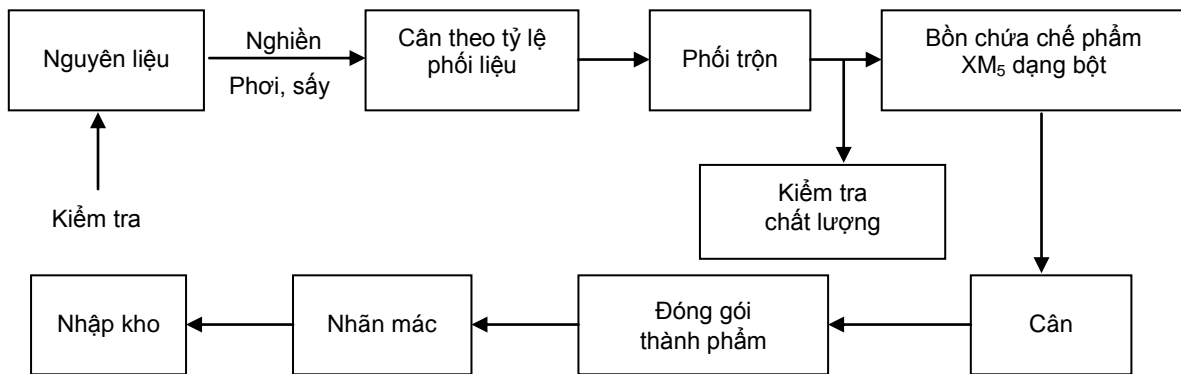 Nguyên liệu
Nghiền
Phơi, sấy
Cân theo tỷ lệ
phối liệu
Phối trộn
Bồn chứa chế phẩm
XM₅ dạng bột
Kiểm tra
Kiểm tra
chất lượng
Nhập kho
Nhãn mác
Đóng gói
thành phẩm
Cân